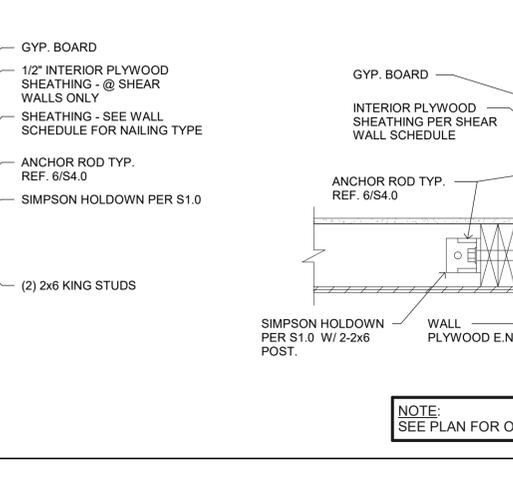 GYP. BOARD
1/2" INTERIOR PLYWOOD
SHEATHING - @ SHEAR
WALLS ONLY
SHEATHING - SEE WALL
SCHEDULE FOR NAILING TYPE
ANCHOR ROD TYP.
REF. 6/S4.0
SIMPSON HOLDOWN PER S1.0
(2) 2x6 KING STUDS
GYP. BOARD
INTERIOR PLYWOOD
SHEATHING PER SHEAR
WALL SCHEDULE
ANCHOR ROD TYP.
REF. 6/S4.0
SIMPSON HOLDOWN
PER S1.0 W/ 2-2x6
POST.
WALL
PLYWOOD E.N
NOTE:
SEE PLAN FOR O